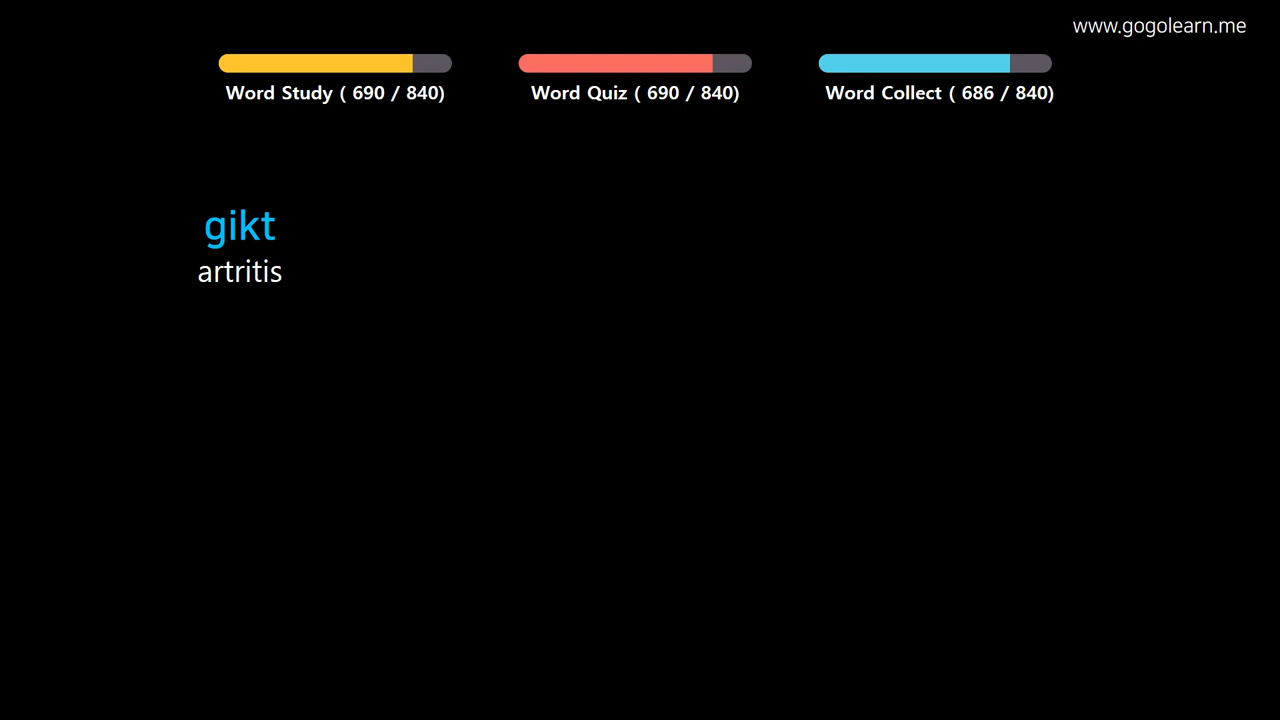 www.gogolearn.me
Word Study ( 690 / 840)
Word Quiz ( 690 / 840)
Word Collect ( 686 / 840)
gikt
artritis